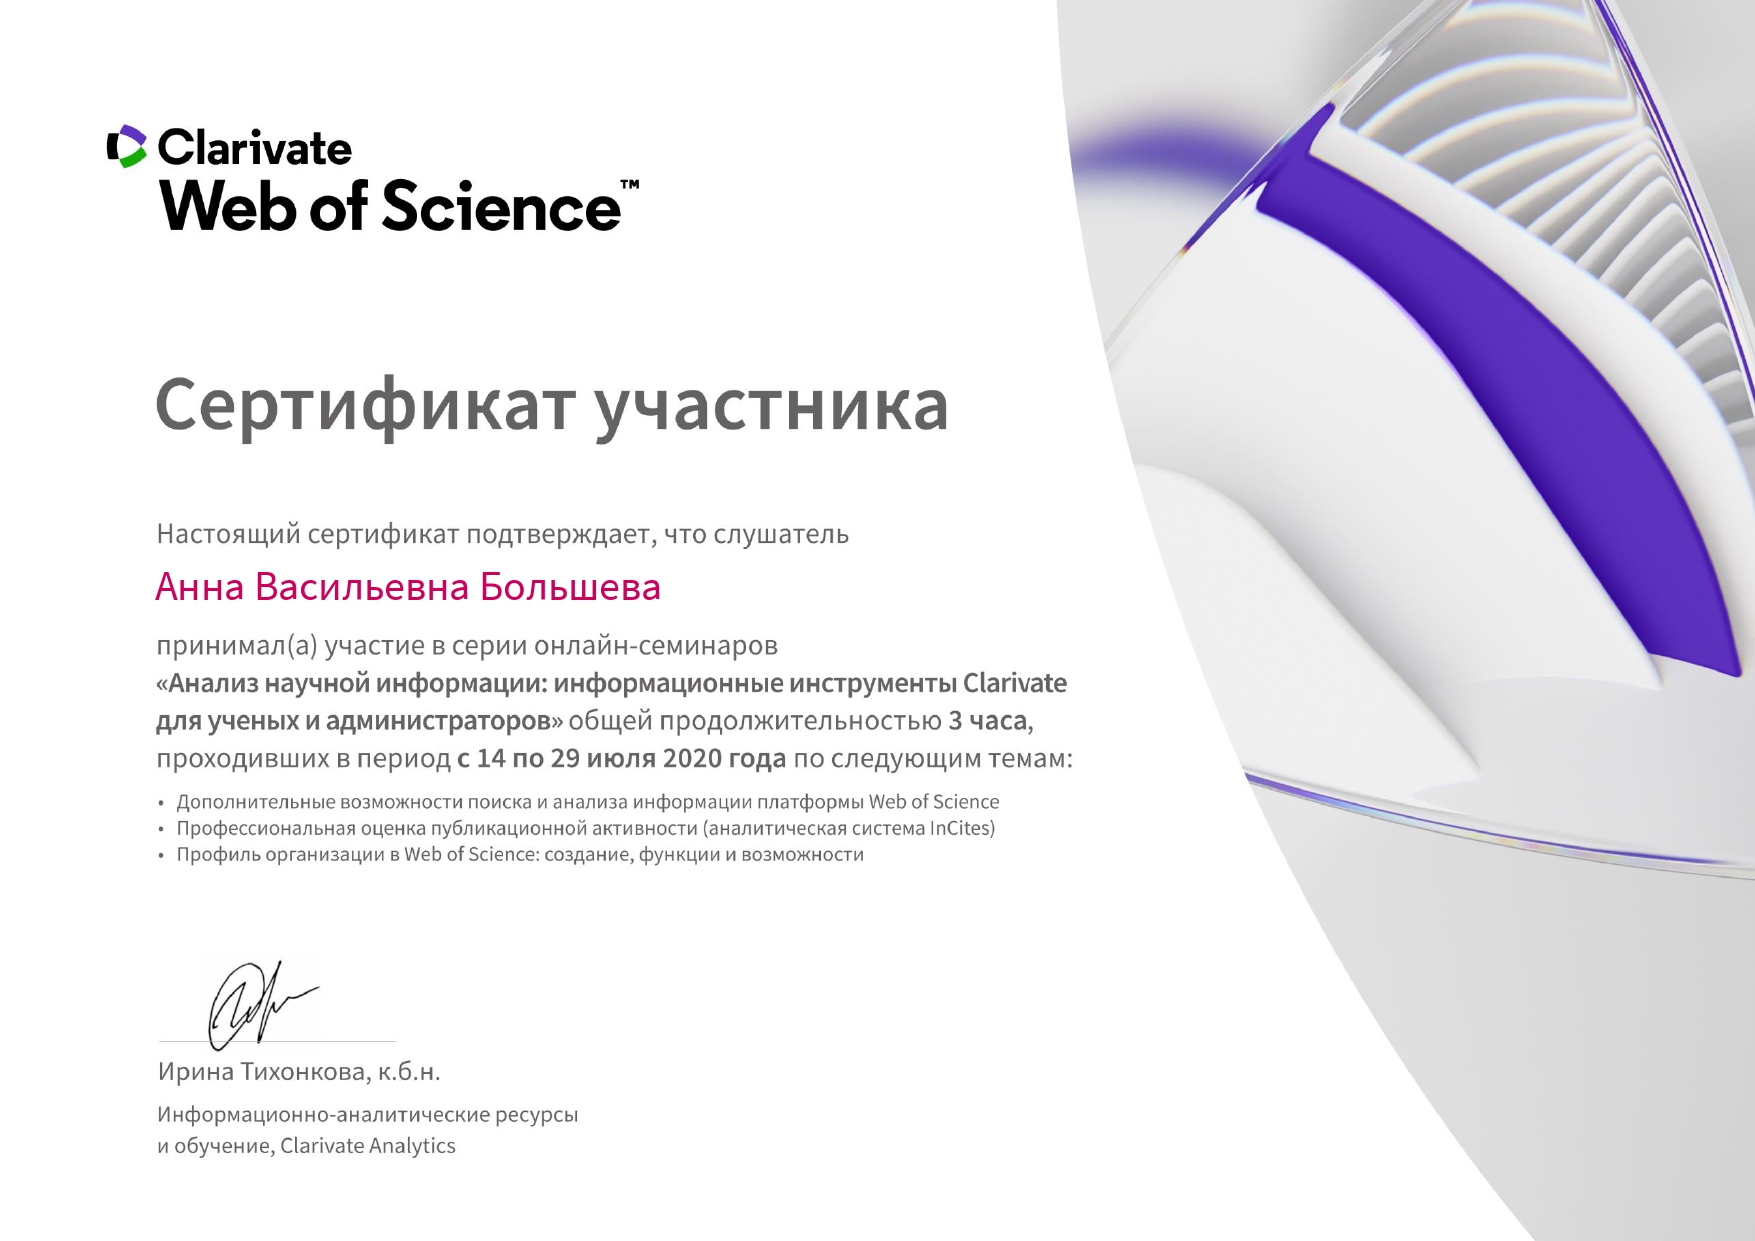 Clarivate
Web of Science™
Сертификат участника
Настоящий сертификат подтверждает, что слушатель
Анна Васильевна Большева
принимал(а) участие в серии онлайн-семинаров
«Анализ научной информации: информационные инструменты Clarivate
для ученых и администраторов» общей продолжительностью 3 часа,
проходивших в период с 14 по 29 июля 2020 года по следующим темам:
• Дополнительные возможности поиска и анализа информации платформы Web of Science
• Профессиональная оценка публикационной активности (аналитическая система InCites)
• Профиль организации в Web of Science: создание, функции и возможности
Ирина Тихонкова, к.б.н.
Информационно-аналитические ресурсы
и обучение, Clarivate Analytics